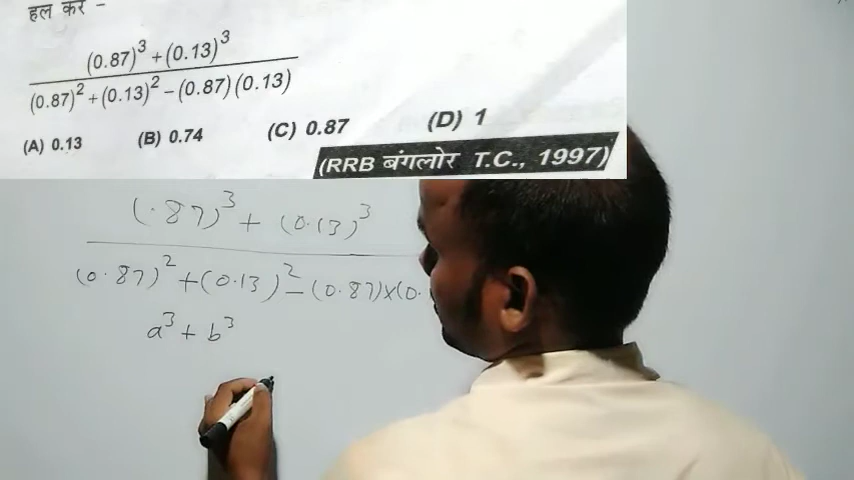 हल करें -
(0.87)³ + (0.13)³
(0.87)² + (0.13)² - (0.87) (0.13)
(A) 0.13 (B) 0.74 (C) 0.87 (D) 1
(RRB बंगलोर T.C., 1997)
(.87)³ + (0.13)³
(0.87)² + (0.13)² - (0.87)×(0.
a³ + b³